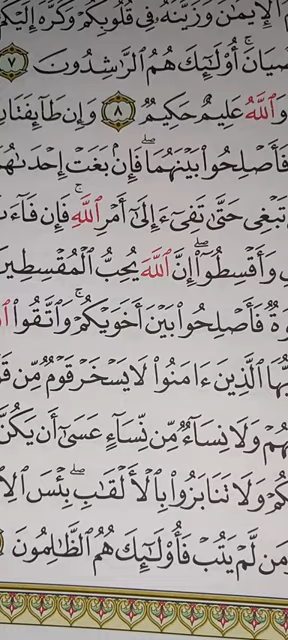 ٱلْإِيمَٰنَ وَزَيَّنَهُۥ فِى قُلُوبِكُمْ وَكَرَّهَ إِلَيْكُ
صْيَانَ ۚ أُو۟لَٰٓئِكَ هُمُ ٱلرَّٰشِدُونَ ٧
وَٱللَّهُ عَلِيمٌ حَكِيمٌ ٨ وَإِن طَآئِفَتَانِ
فَأَصْلِحُوا۟ بَيْنَهُمَا ۖ فَإِنۢ بَغَتْ إِحْدَىٰهُم
تَبْغِى حَتَّىٰ تَفِىٓءَ إِلَىٰٓ أَمْرِ ٱللَّهِ ۚ فَإِن فَآءَت
وَأَقْسِطُوٓا۟ ۖ إِنَّ ٱللَّهَ يُحِبُّ ٱلْمُقْسِطِين
وَةٌ فَأَصْلِحُوا۟ بَيْنَ أَخَوَيْكُمْ ۚ وَٱتَّقُوا۟
يُّهَا ٱلَّذِينَ ءَامَنُوا۟ لَا يَسْخَرْ قَوْمٌ مِّن قَو
هُمْ وَلَا نِسَآءٌ مِّن نِّسَآءٍ عَسَىٰٓ أَن يَكُنَّ
كُمْ وَلَا تَنَابَزُوا۟ بِٱلْأَلْقَٰبِ ۖ بِئْسَ ٱلِٱ
وَمَن لَّمْ يَتُبْ فَأُو۟لَٰٓئِكَ هُمُ ٱلظَّٰلِمُونَ